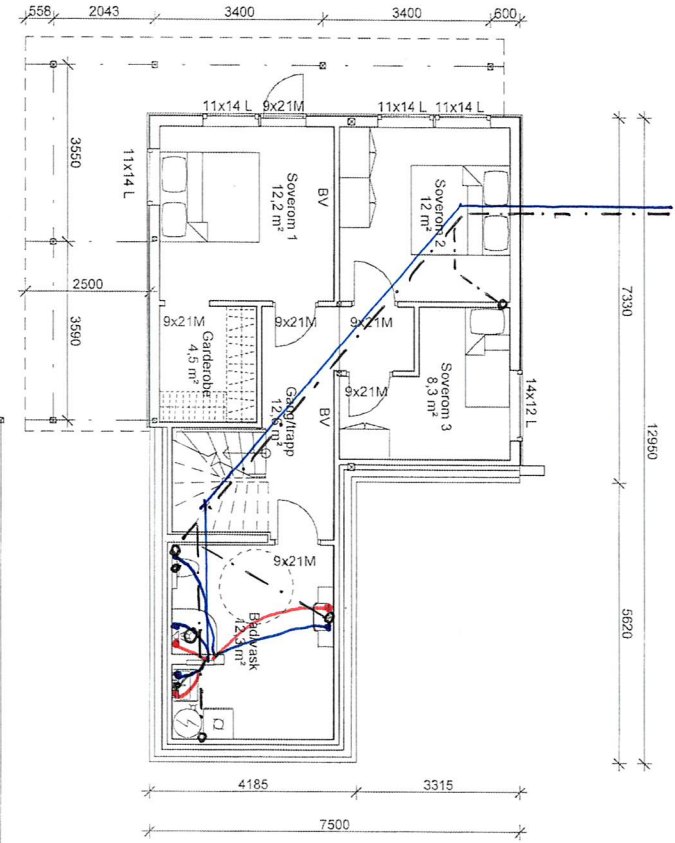 558
2043
3400
3400
600
11x14 L
9x21M
11x14 L
11x14 L
3550
11x14 L
Soverom 1
12,2 m²
BV
Soverom 2
12 m²
2500
7330
9x21M
9x21M
9x21M
3590
Garderobe
4,5 m²
Soverom 3
8,3 m²
9x21M
14x12 L
Gang/trapp
BV
12950
9x21M
5620
Bad/vask
4185
3315
7500